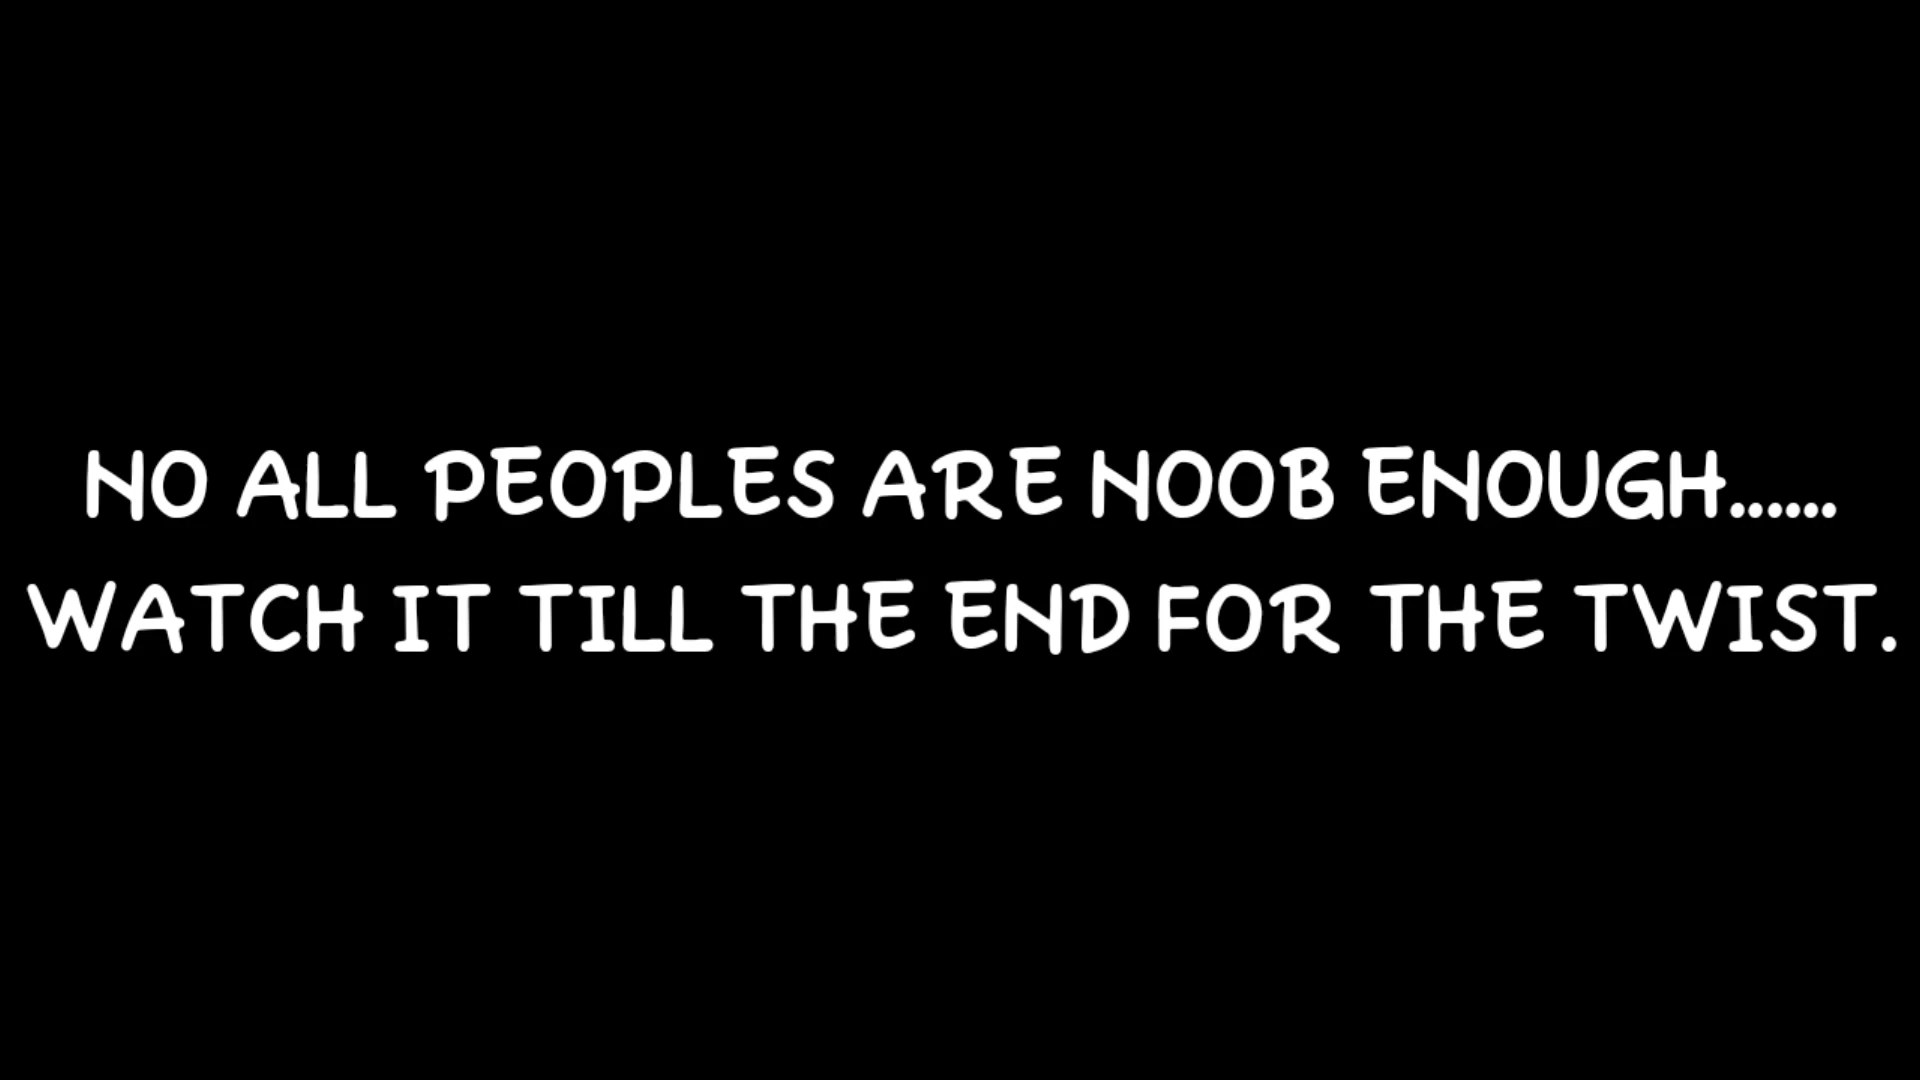 NO ALL PEOPLES ARE NOOB ENOUGH......
WATCH IT TILL THE END FOR THE TWIST.